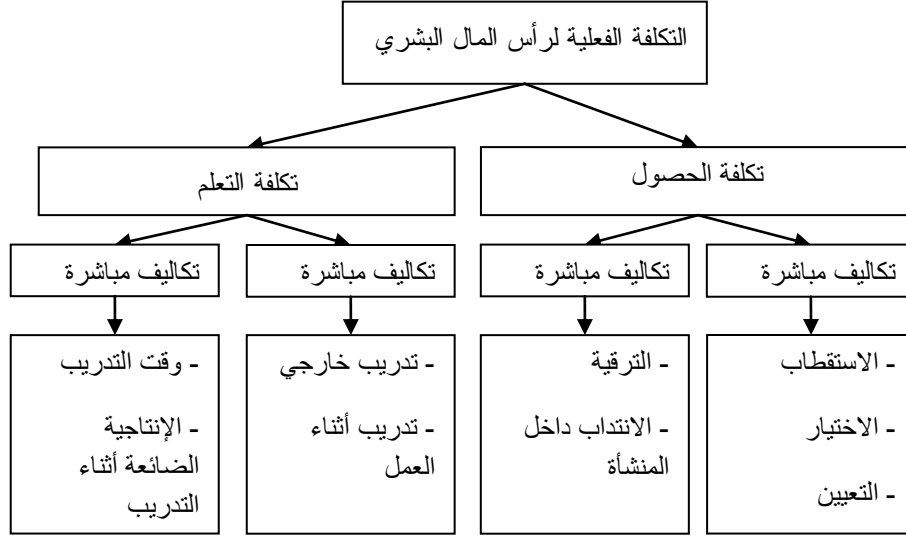 التكلفة الفعلية لرأس المال البشري
تكلفة الحصول
تكلفة التعلم
تكاليف مباشرة
تكاليف مباشرة
تكاليف مباشرة
تكاليف مباشرة
- الاستقطاب
- الاختيار
- التعيين
- الترقية
- الانتداب داخل
المنشأة
- تدريب خارجي
- تدريب أثناء
العمل
- وقت التدريب
- الإنتاجية
الضائعة أثناء
التدريب